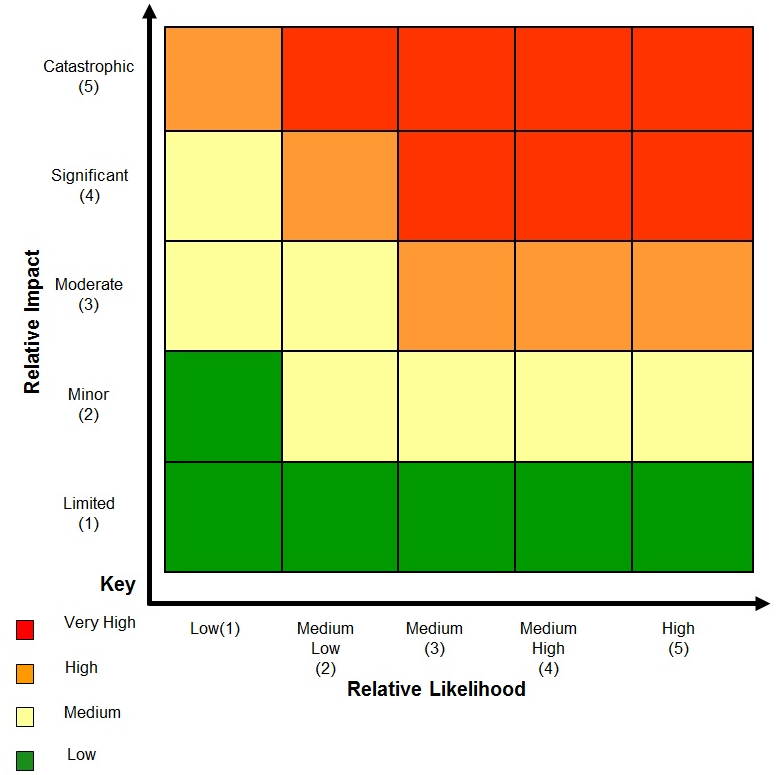 Catastrophic
(5)
Significant
(4)
Relative Impact
Moderate
(3)
Minor
(2)
Limited
(1)
Key
Very High
High
Medium
Low
Low(1)
Medium
Low
(2)
Medium
(3)
Medium
High
(4)
High
(5)
Relative Likelihood